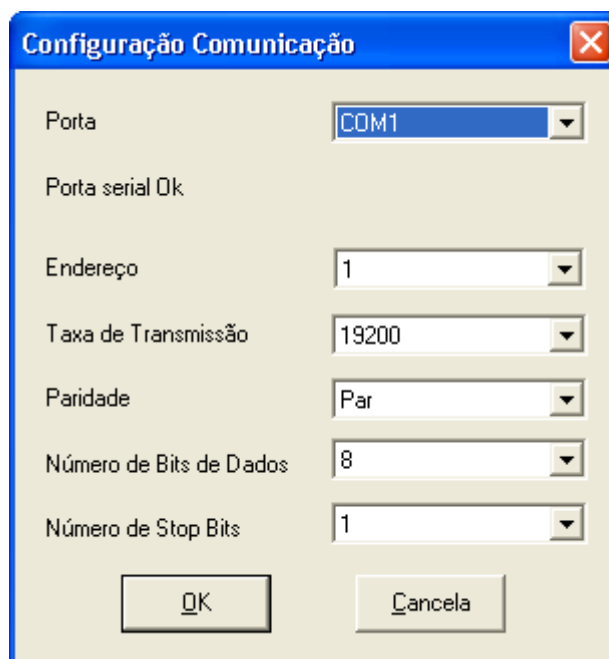 Configuração Comunicação
Porta COM1
Porta serial Ok
Endereço 1
Taxa de Transmissão 19200
Paridade Par
Número de Bits de Dados 8
Número de Stop Bits 1
OK Cancela